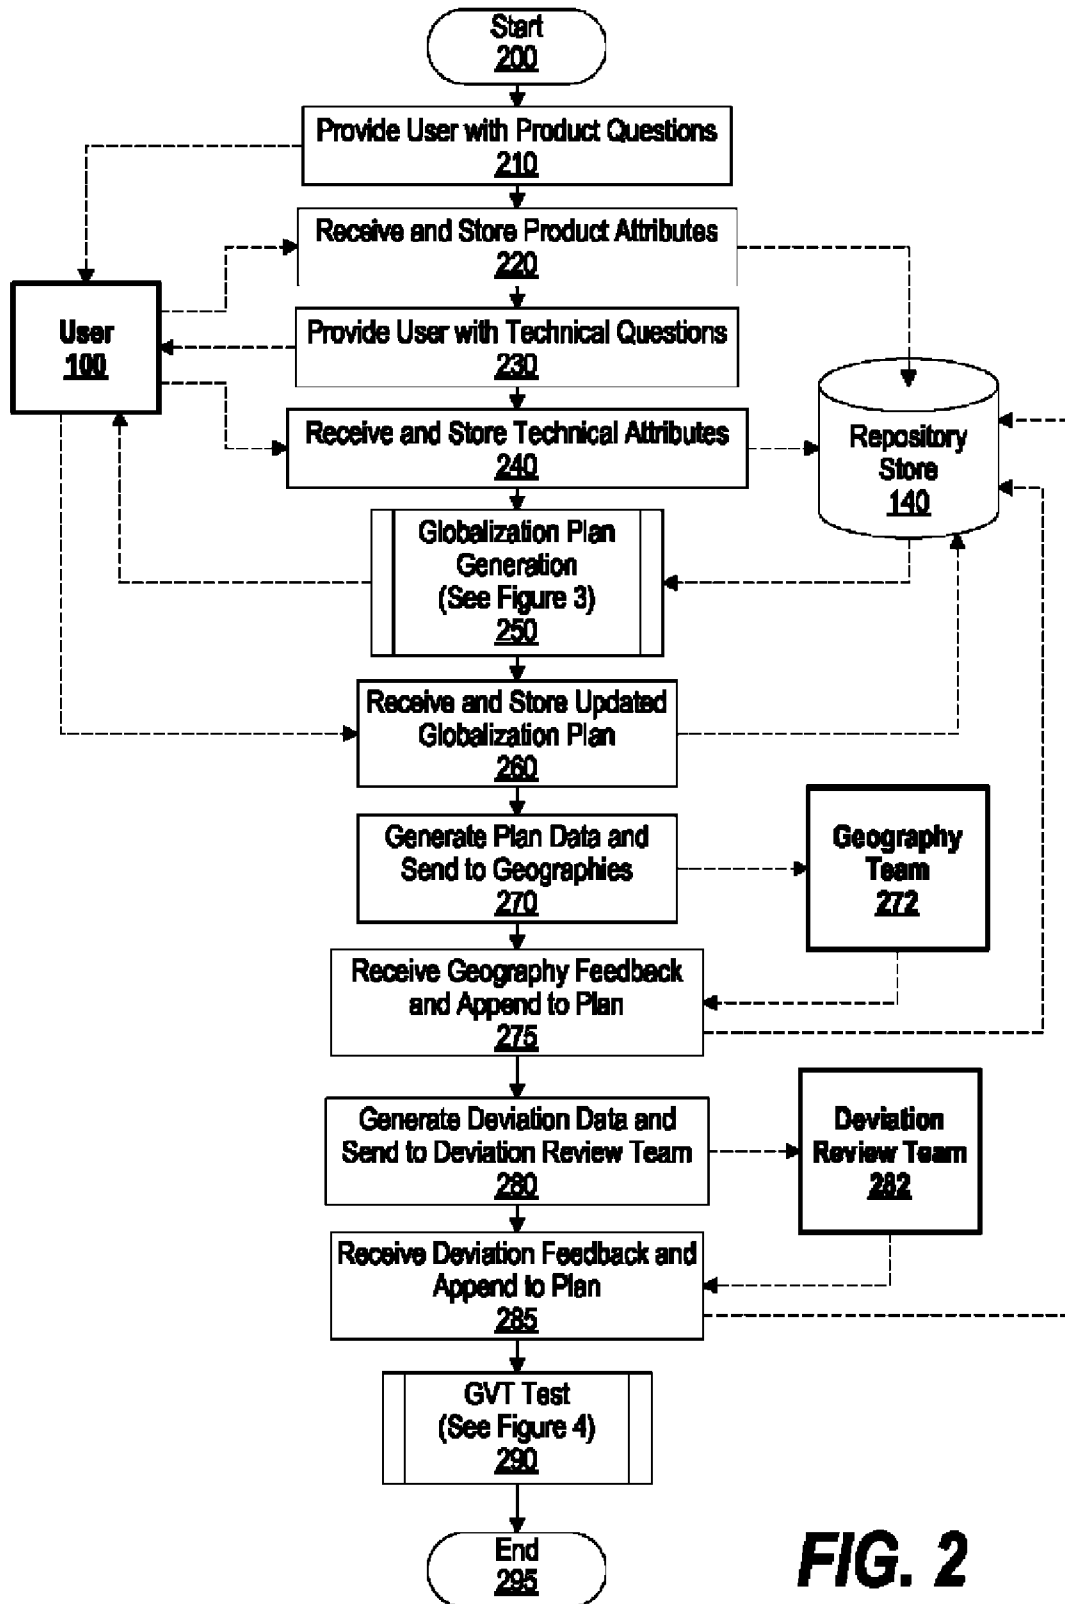 Start
200
Provide User with Product Questions
210
Receive and Store Product Attributes
220
User
100
Provide User with Technical Questions
230
Receive and Store Technical Attributes
240
Repository
Store
140
Globalization Plan
Generation
(See Figure 3)
250
Receive and Store Updated
Globalization Plan
260
Generate Plan Data and
Send to Geographies
270
Geography
Team
272
Receive Geography Feedback
and Append to Plan
275
Generate Deviation Data and
Send to Deviation Review Team
280
Deviation
Review Team
282
Receive Deviation Feedback and
Append to Plan
285
GVT Test
(See Figure 4)
290
End
295
FIG. 2